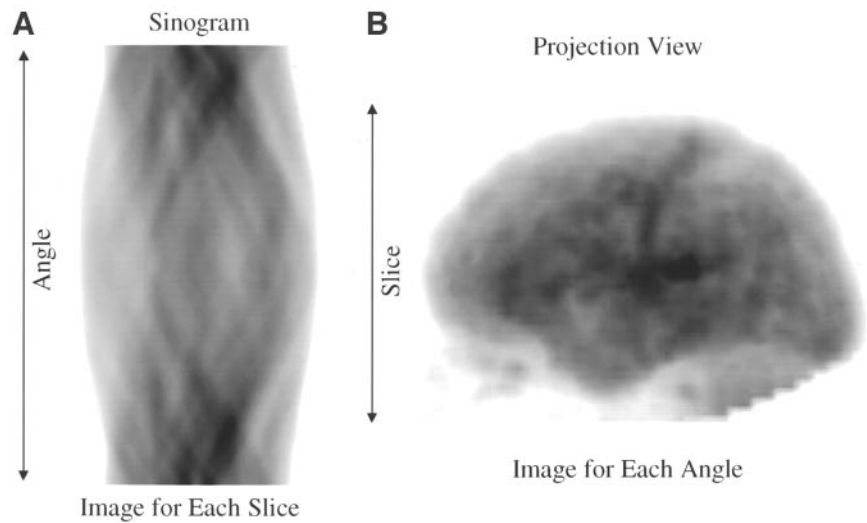 A
Sinogram
Angle
Image for Each Slice
B
Projection View
Slice
Image for Each Angle